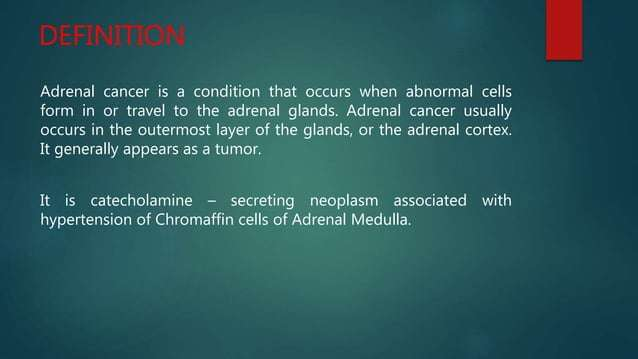 DEFINITION
Adrenal cancer is a condition that occurs when abnormal cells
form in or travel to the adrenal glands. Adrenal cancer usually
occurs in the outermost layer of the glands, or the adrenal cortex.
It generally appears as a tumor.
It is catecholamine – secreting neoplasm associated with
hypertension of Chromaffin cells of Adrenal Medulla.